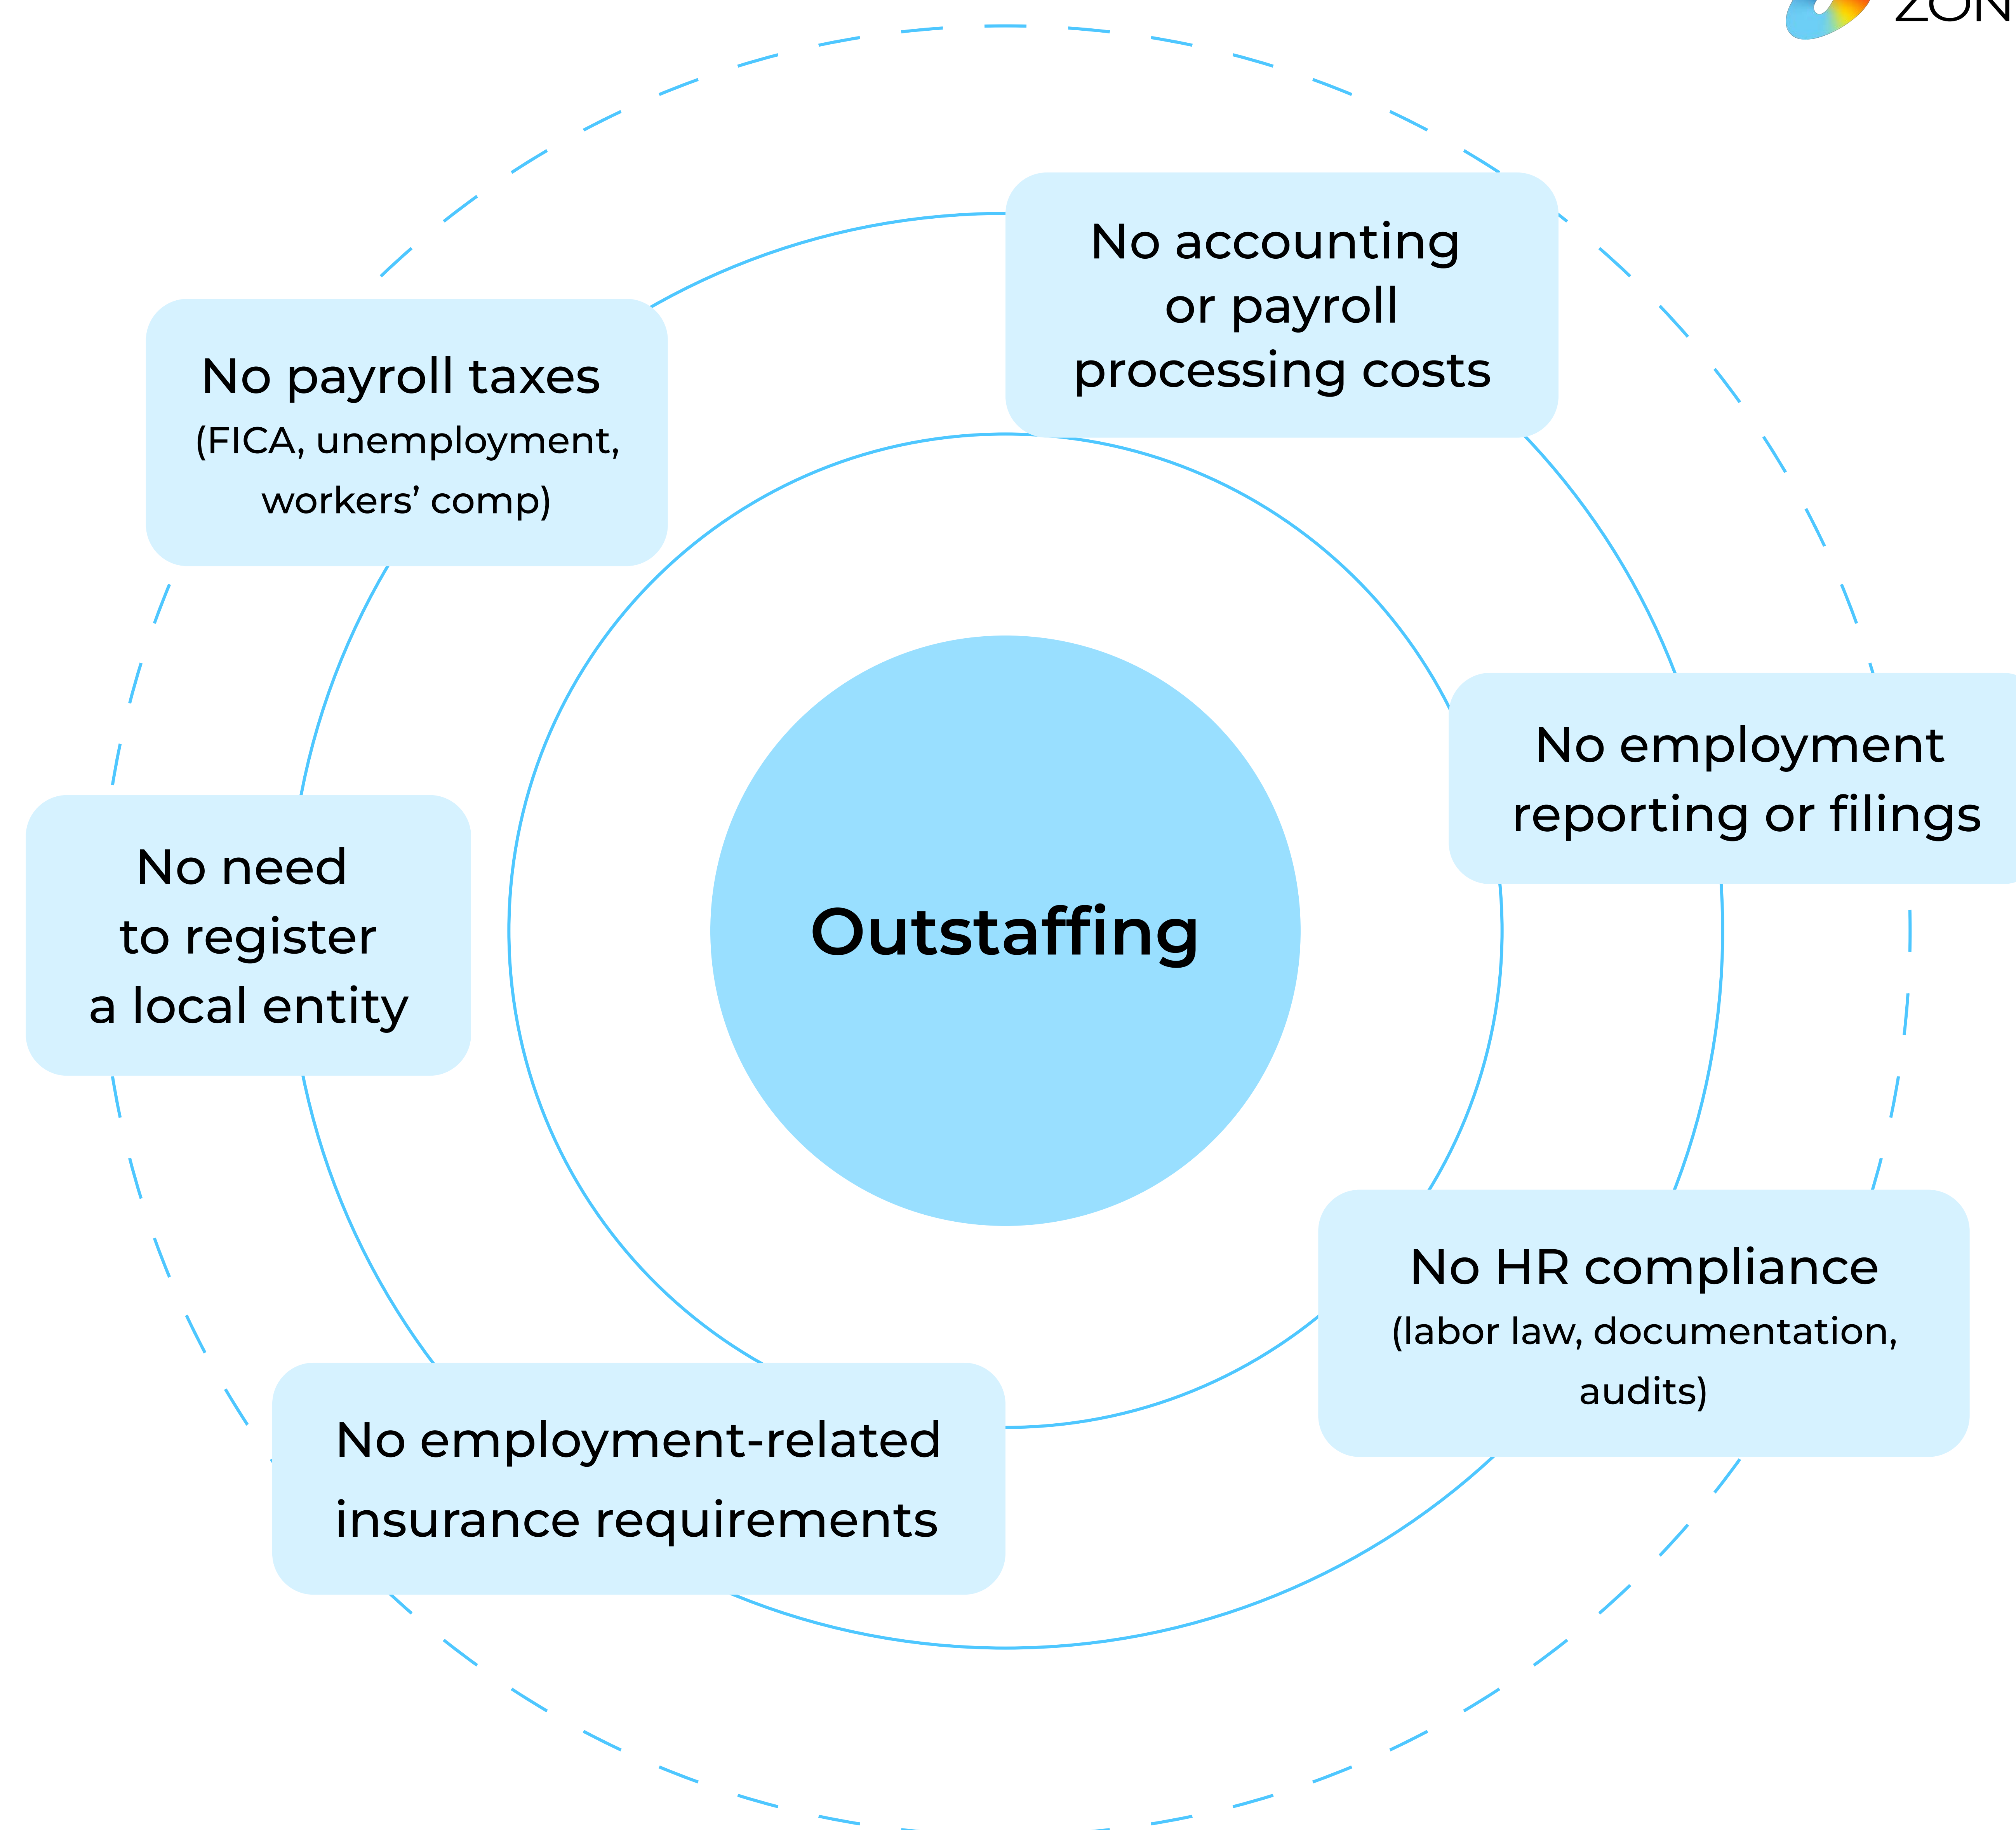 No accounting
or payroll
processing costs
No payroll taxes
(FICA, unemployment,
workers’ comp)
No employment
reporting or filings
No need
to register
a local entity
Outstaffing
No HR compliance
(labor law, documentation,
audits)
No employment-related
insurance requirements